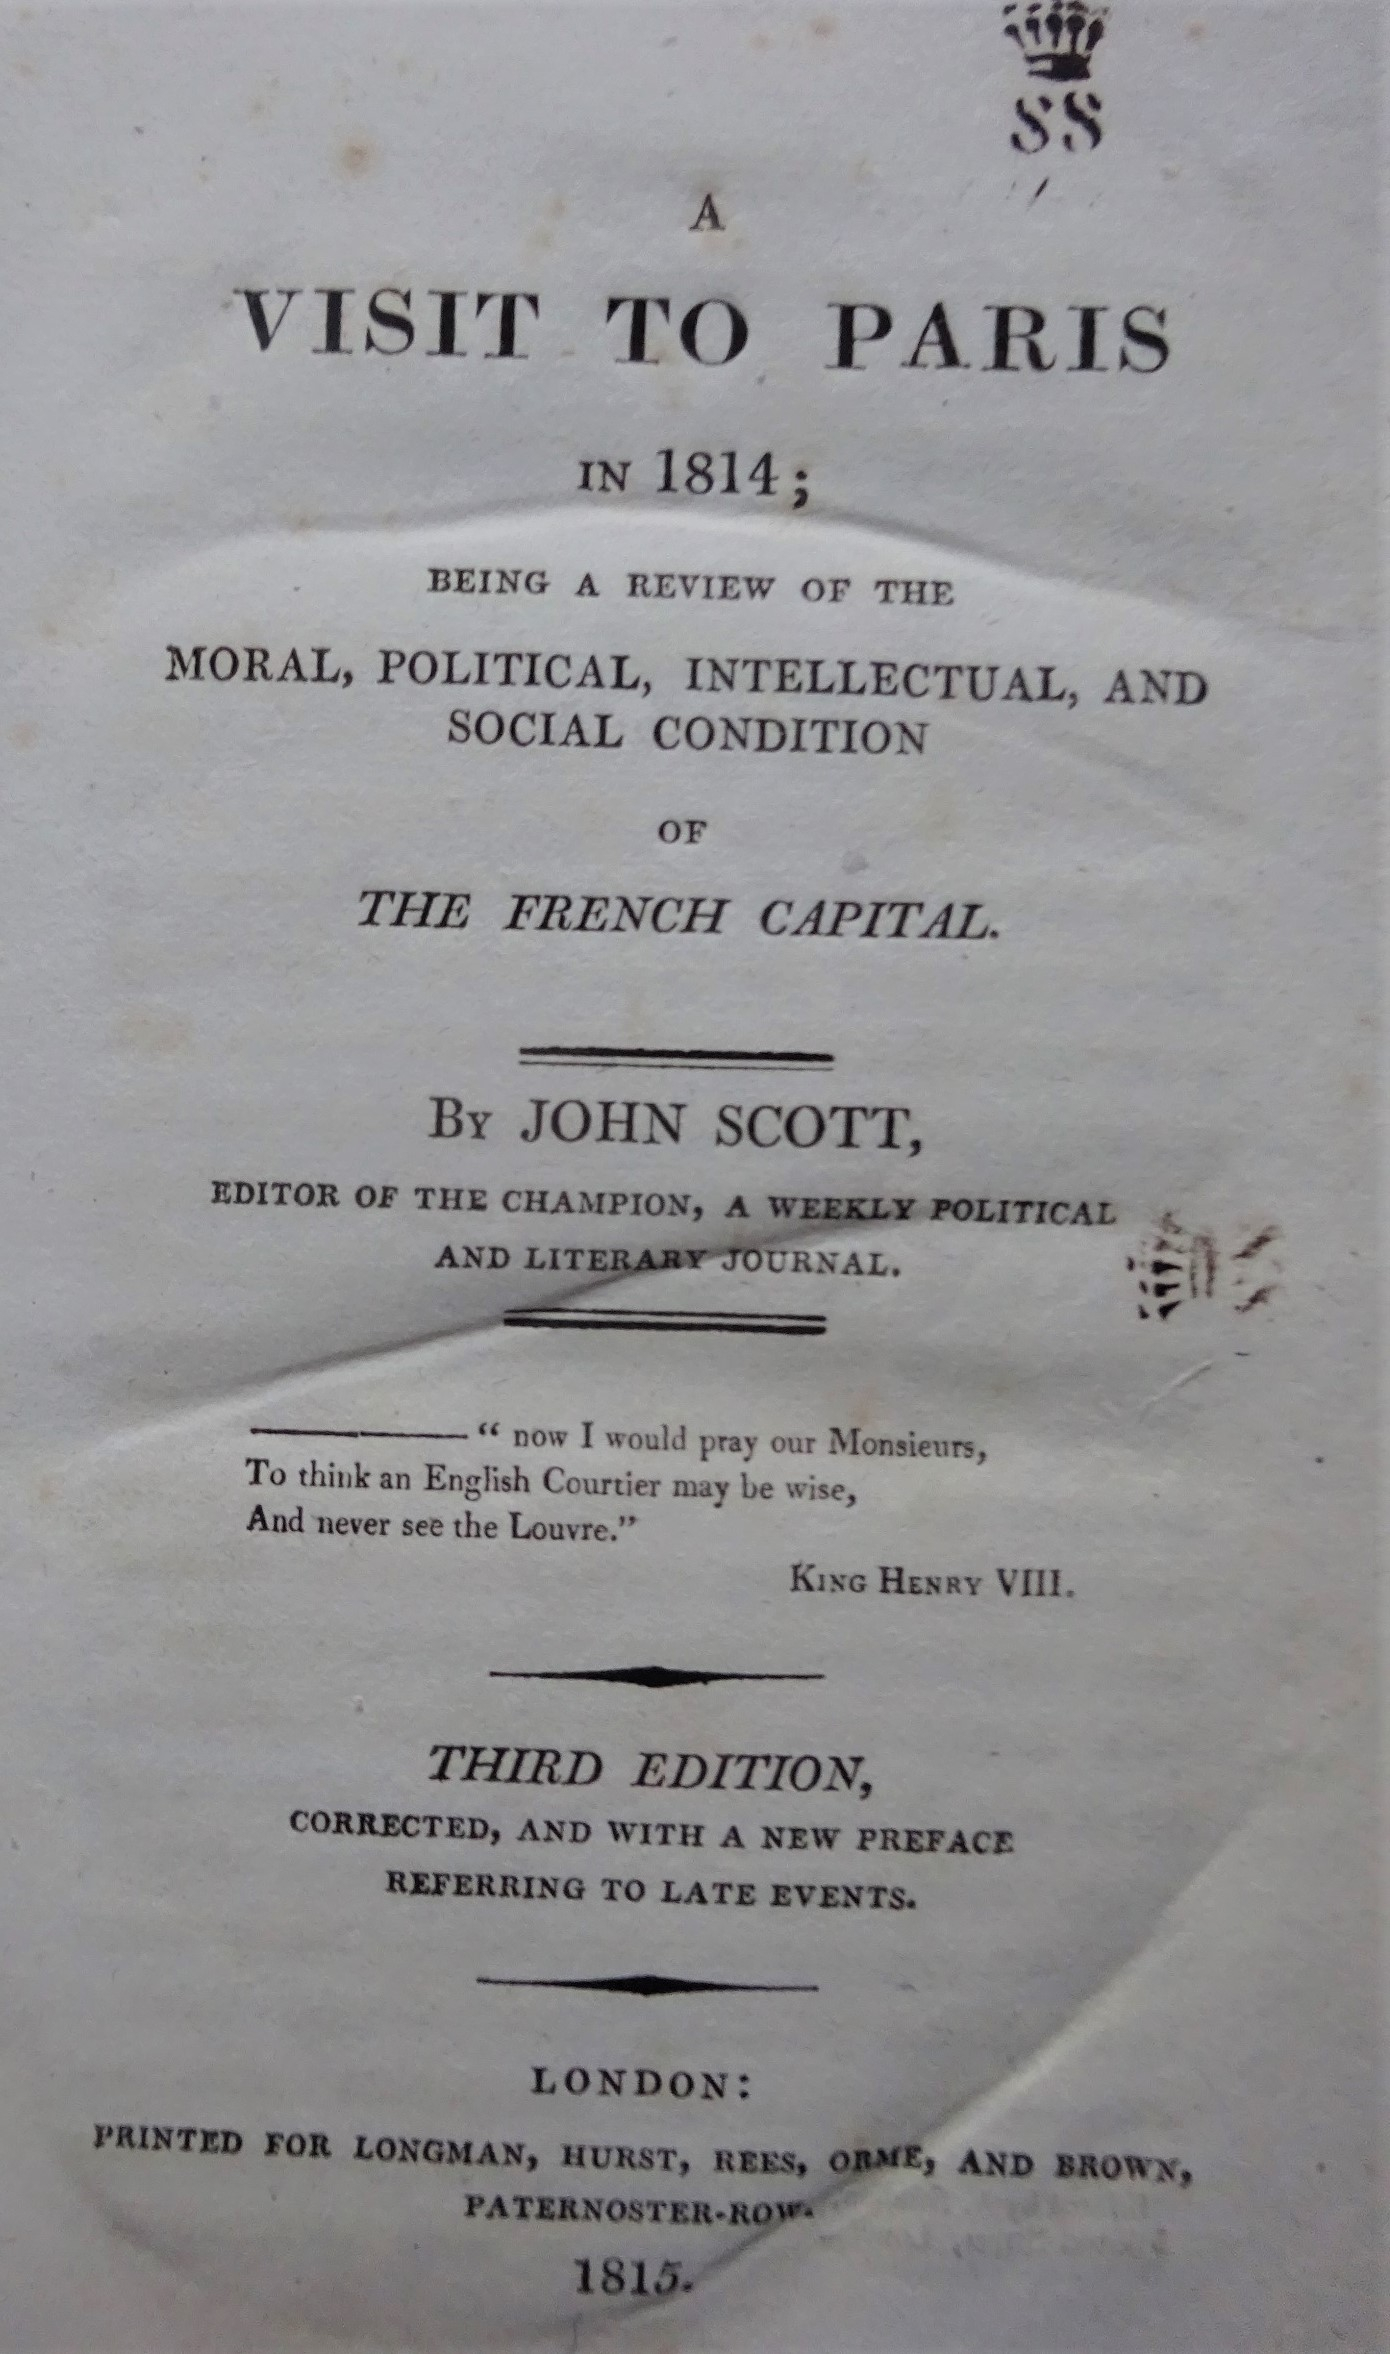 SS
A
VISIT TO PARIS
IN 1814;
BEING A REVIEW OF THE
MORAL, POLITICAL, INTELLECTUAL, AND
SOCIAL CONDITION
OF
THE FRENCH CAPITAL.
By JOHN SCOTT,
EDITOR OF THE CHAMPION, A WEEKLY POLITICAL
AND LITERARY JOURNAL.
———— “ now I would pray our Monsieurs,
To think an English Courtier may be wise,
And never see the Louvre.”
KING HENRY VIII.
THIRD EDITION,
CORRECTED, AND WITH A NEW PREFACE
REFERRING TO LATE EVENTS.
LONDON:
PRINTED FOR LONGMAN, HURST, REES, ORME, AND BROWN,
PATERNOSTER-ROW.
1815.